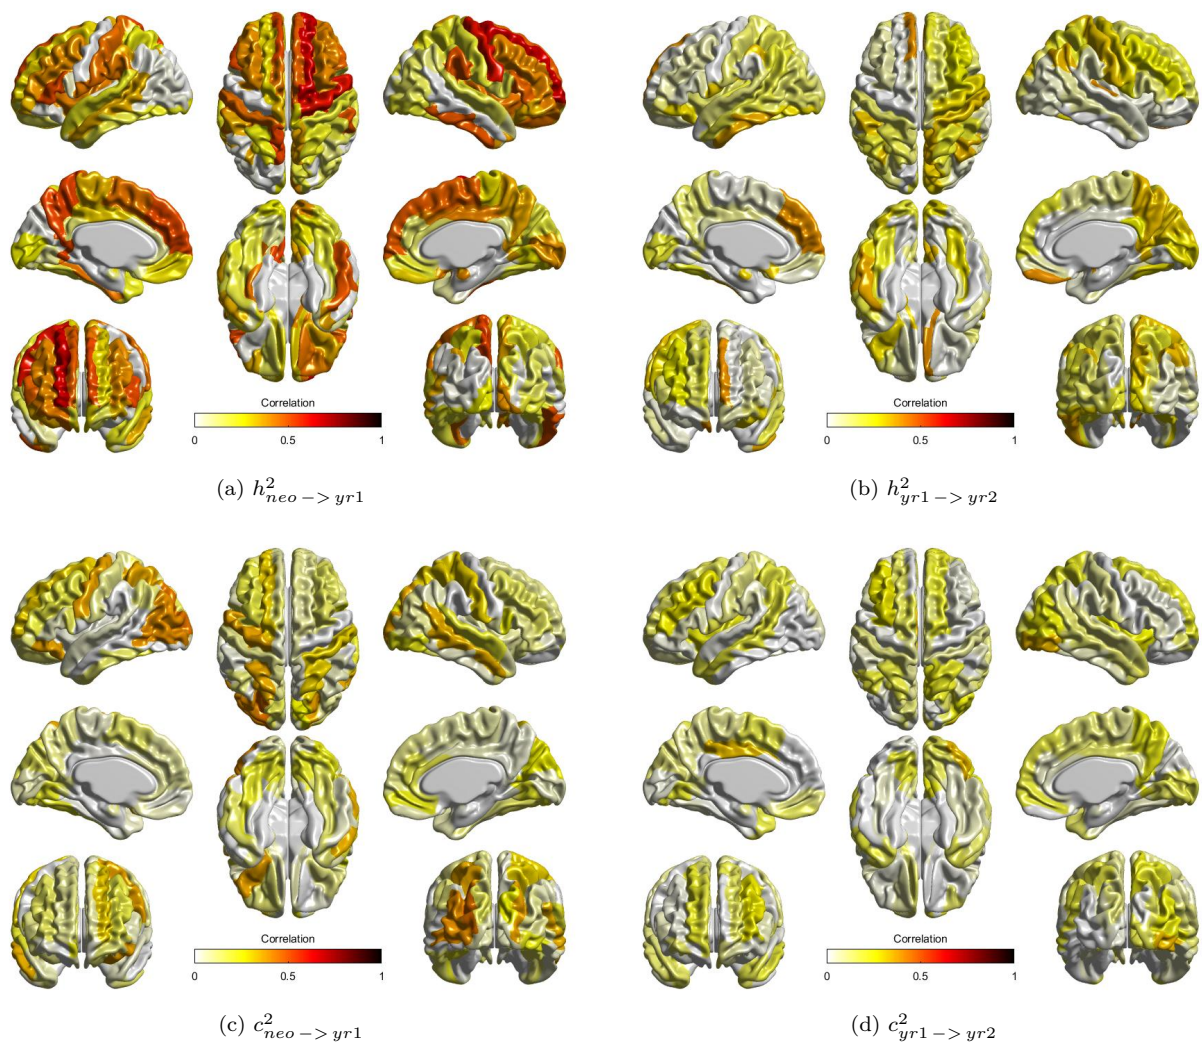 Correlation
0 0.5 1
Correlation
0 0.5 1
(a) h²neo −> yr1
(b) h²yr1 −> yr2
Correlation
0 0.5 1
Correlation
0 0.5 1
(c) c²neo −> yr1
(d) c²yr1 −> yr2